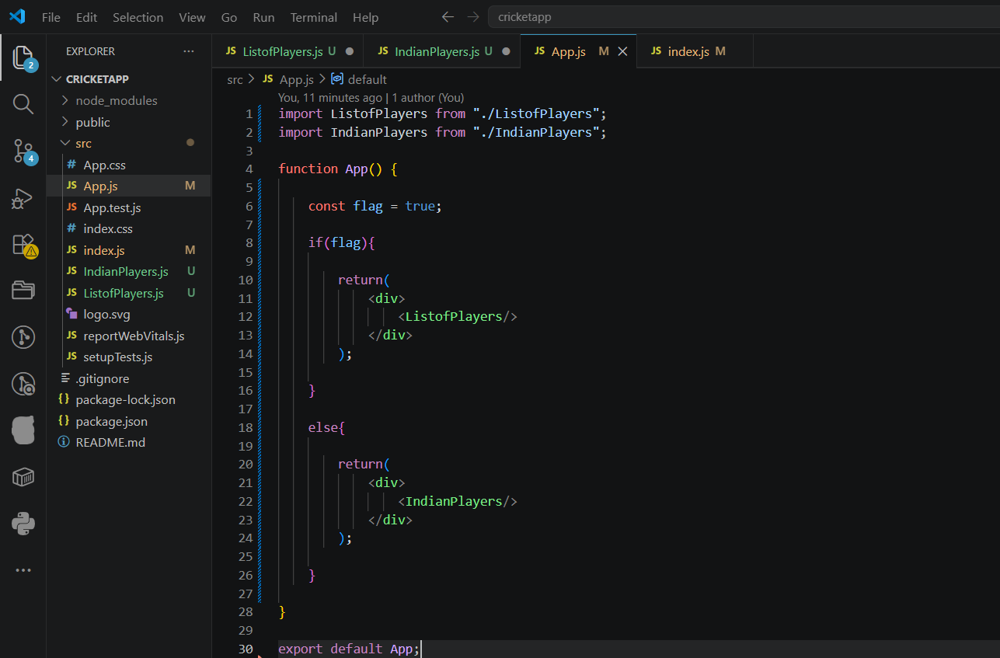 File Edit Selection View Go Run Terminal Help
cricketapp
2
4
EXPLORER
CRICKETAPP
node_modules
public
src
# App.css
JS App.js M
JS App.test.js
# index.css
JS index.js M
JS IndianPlayers.js U
JS ListofPlayers.js U
logo.svg
JS reportWebVitals.js
JS setupTests.js
.gitignore
{} package-lock.json
{} package.json
README.md
JS ListofPlayers.js U
JS IndianPlayers.js U
JS App.js M
JS index.js M
src > JS App.js > default
You, 11 minutes ago | 1 author (You)
1 import ListofPlayers from "./ListofPlayers";
2 import IndianPlayers from "./IndianPlayers";
3
4 function App() {
5
6 const flag = true;
7
8 if(flag){
9
10 return(
11 <div>
12 <ListofPlayers/>
13 </div>
14 );
15
16 }
17
18 else{
19
20 return(
21 <div>
22 <IndianPlayers/>
23 </div>
24 );
25
26 }
27
28 }
29
30 export default App;